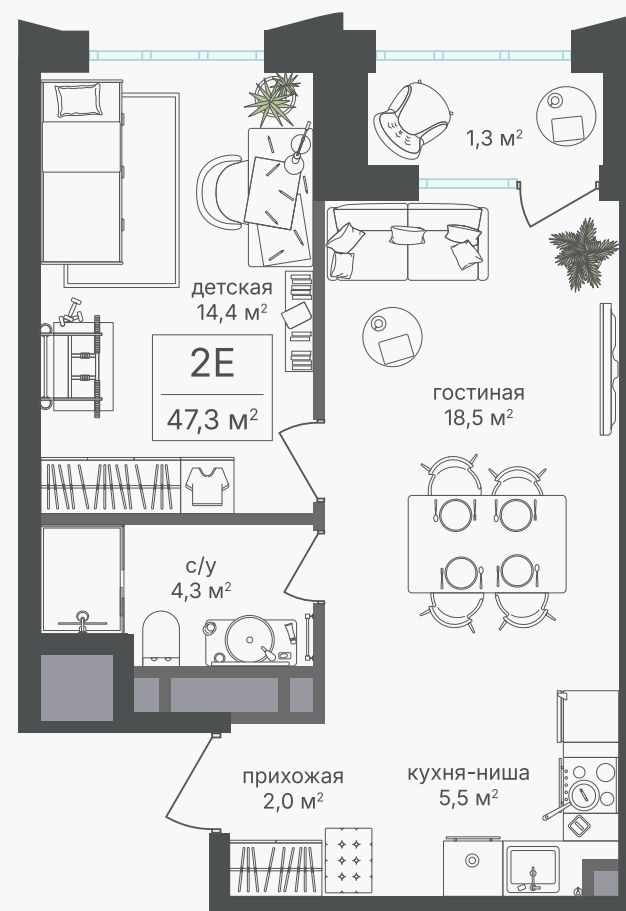 1,3 м²
детская
14,4 м²
2Е
47,3 м²
гостиная
18,5 м²
с/у
4,3 м²
прихожая
2,0 м²
кухня-ниша
5,5 м²